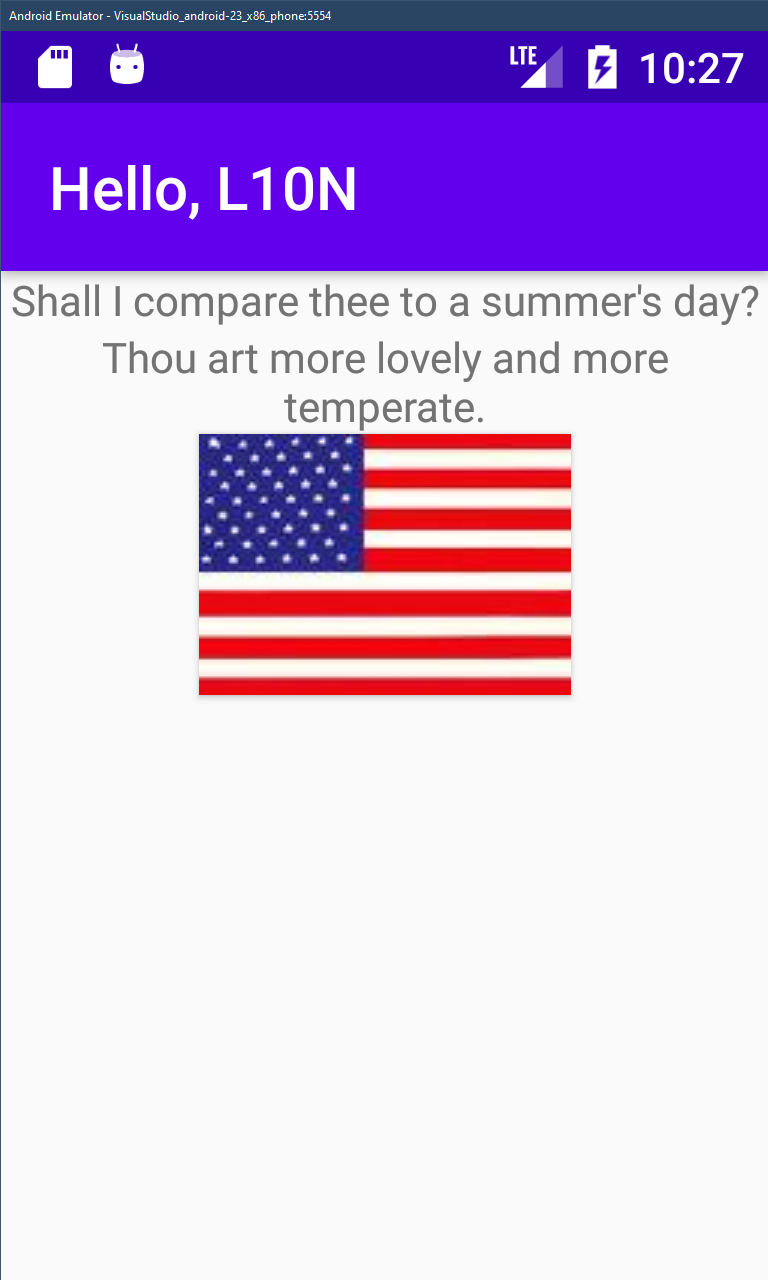 Android Emulator - VisualStudio_android-23_x86_phone:5554
LTE 10:27
Hello, L10N
Shall I compare thee to a summer's day?
Thou art more lovely and more
temperate.